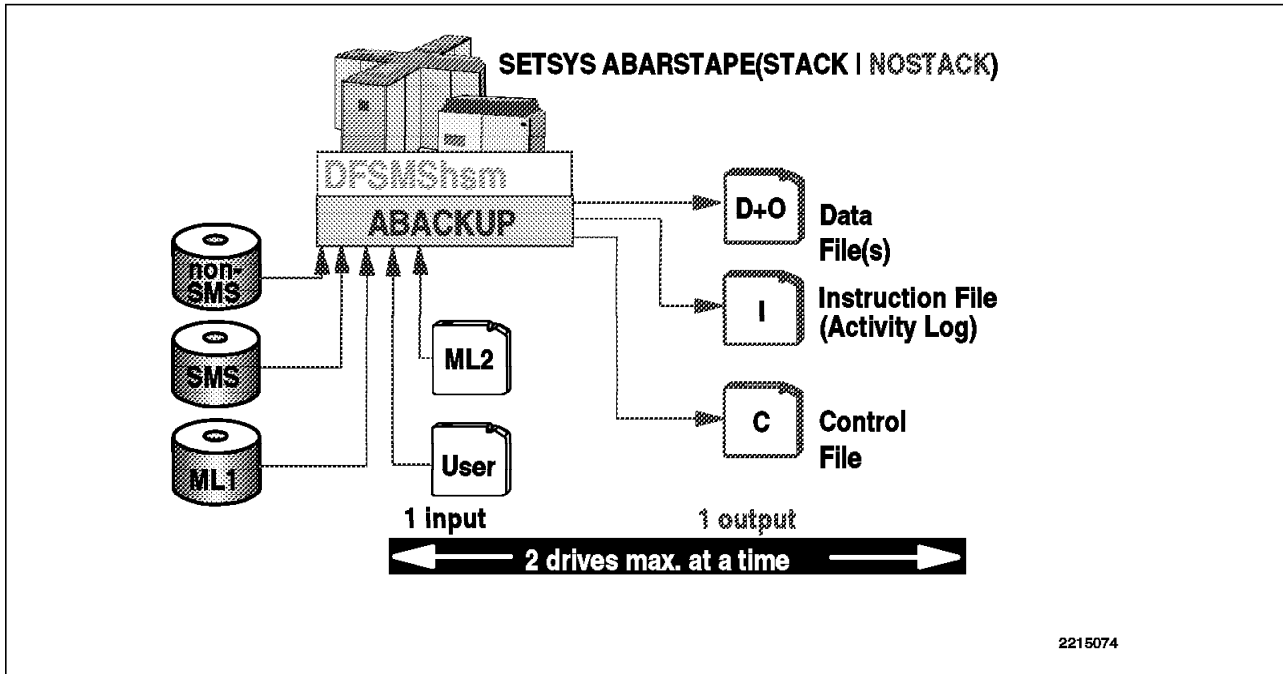 SETSYS ABARSTAPE(STACK I NOSTACK)
DFSMShsm
ABACKUP
non-
SMS
SMS
ML1
ML2
User
D+O
Data
File(s)
I
Instruction File
(Activity Log)
C
Control
File
1 input
1 output
2 drives max. at a time
2215074